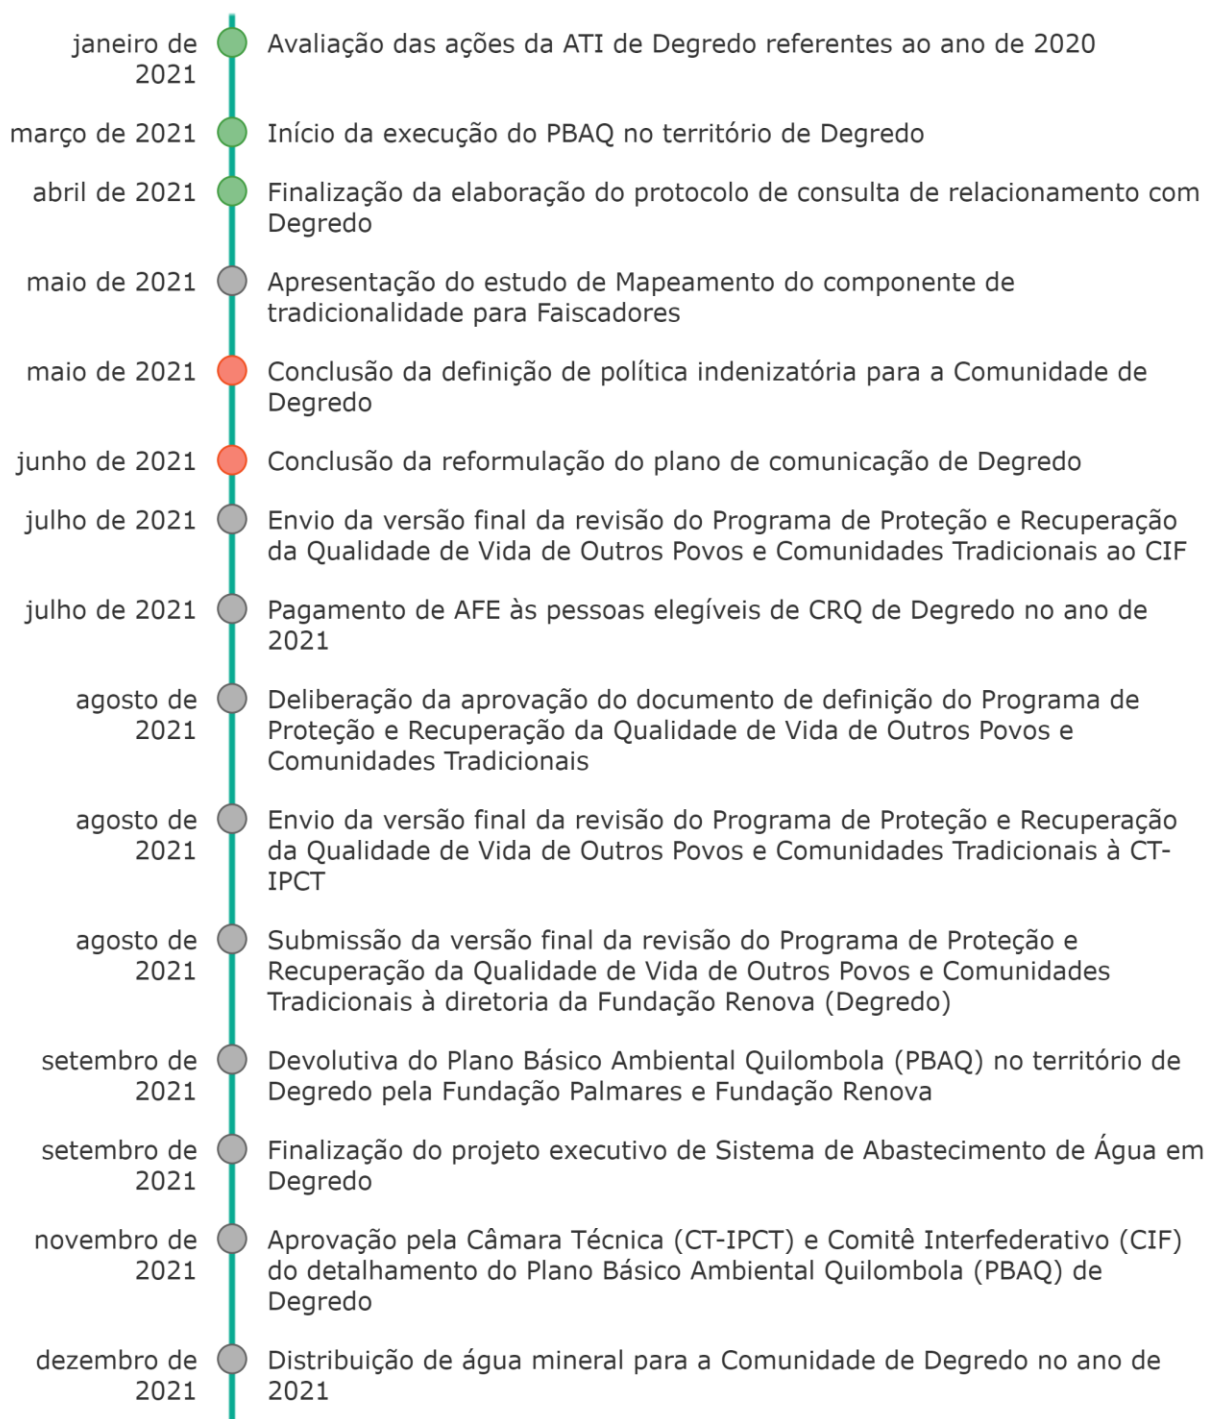 janeiro de
2021
Avaliação das ações da ATI de Degredo referentes ao ano de 2020
março de 2021
Início da execução do PBAQ no território de Degredo
abril de 2021
Finalização da elaboração do protocolo de consulta de relacionamento com
Degredo
maio de 2021
Apresentação do estudo de Mapeamento do componente de
tradicionalidade para Faiscadores
maio de 2021
Conclusão da definição de política indenizatória para a Comunidade de
Degredo
junho de 2021
Conclusão da reformulação do plano de comunicação de Degredo
julho de 2021
Envio da versão final da revisão do Programa de Proteção e Recuperação
da Qualidade de Vida de Outros Povos e Comunidades Tradicionais ao CIF
julho de 2021
Pagamento de AFE às pessoas elegíveis de CRQ de Degredo no ano de
2021
agosto de
2021
Deliberação da aprovação do documento de definição do Programa de
Proteção e Recuperação da Qualidade de Vida de Outros Povos e
Comunidades Tradicionais
agosto de
2021
Envio da versão final da revisão do Programa de Proteção e Recuperação
da Qualidade de Vida de Outros Povos e Comunidades Tradicionais à CT-
IPCT
agosto de
2021
Submissão da versão final da revisão do Programa de Proteção e
Recuperação da Qualidade de Vida de Outros Povos e Comunidades
Tradicionais à diretoria da Fundação Renova (Degredo)
setembro de
2021
Devolutiva do Plano Básico Ambiental Quilombola (PBAQ) no território de
Degredo pela Fundação Palmares e Fundação Renova
setembro de
2021
Finalização do projeto executivo de Sistema de Abastecimento de Água em
Degredo
novembro de
2021
Aprovação pela Câmara Técnica (CT-IPCT) e Comitê Interfederativo (CIF)
do detalhamento do Plano Básico Ambiental Quilombola (PBAQ) de
Degredo
dezembro de
2021
Distribuição de água mineral para a Comunidade de Degredo no ano de
2021